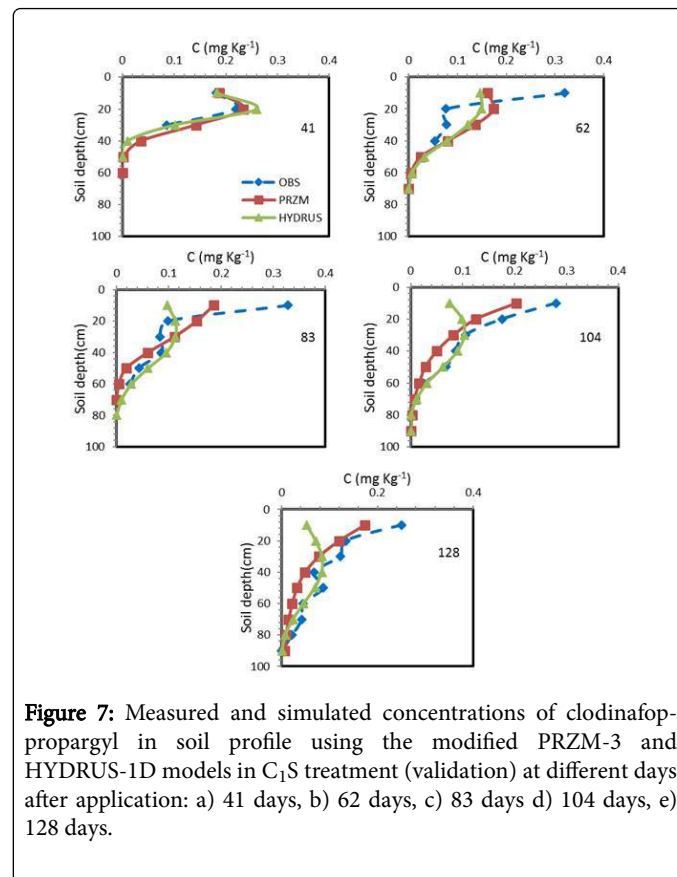 C (mg Kg-1) C (mg Kg-1)
0 0.1 0.2 0.3 0.4 0 0.1 0.2 0.3 0.4
0 0
20 20
40 41 40 62
60 60
80 80
100 100
Soil depth(cm) Soil depth(cm)
OBS
PRZM
HYDRUS
0 0.1 0.2 0.3 0.4 0 0.1 0.2 0.3 0.4
0 0
20 20
40 83 40 104
60 60
80 80
100 100
Soil depth(cm) Soil depth(cm)
C (mg Kg-1)
0 0.2 0.4
0
20
40 128
60
80
100
Soil depth(cm)
Figure 7: Measured and simulated concentrations of clodinafop-
propargyl in soil profile using the modified PRZM-3 and
HYDRUS-1D models in C1S treatment (validation) at different days
after application: a) 41 days, b) 62 days, c) 83 days d) 104 days, e)
128 days.